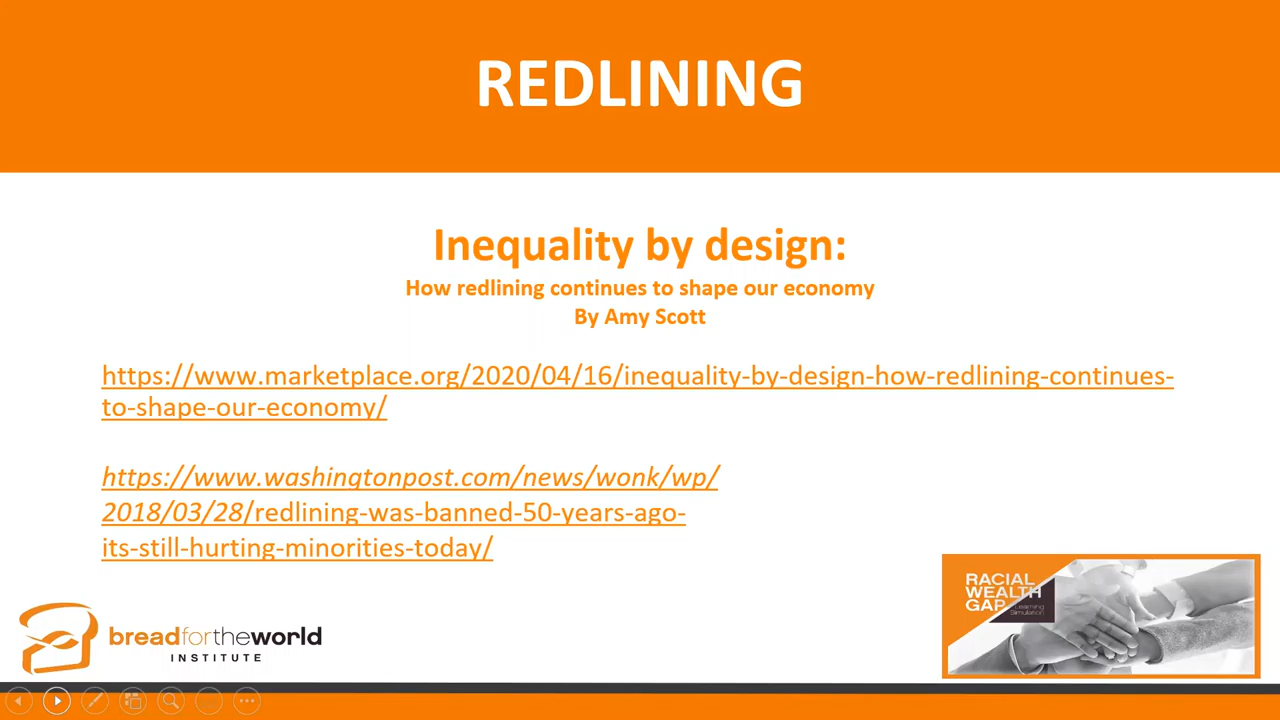 REDLINING
Inequality by design:
How redlining continues to shape our economy
By Amy Scott
https://www.marketplace.org/2020/04/16/inequality-by-design-how-redlining-continues-
to-shape-our-economy/
https://www.washingtonpost.com/news/wonk/wp/
2018/03/28/redlining-was-banned-50-years-ago-
its-still-hurting-minorities-today/
RACIAL
WEALTH
GAP Learning
Simulation
breadfortheworld
INSTITUTE